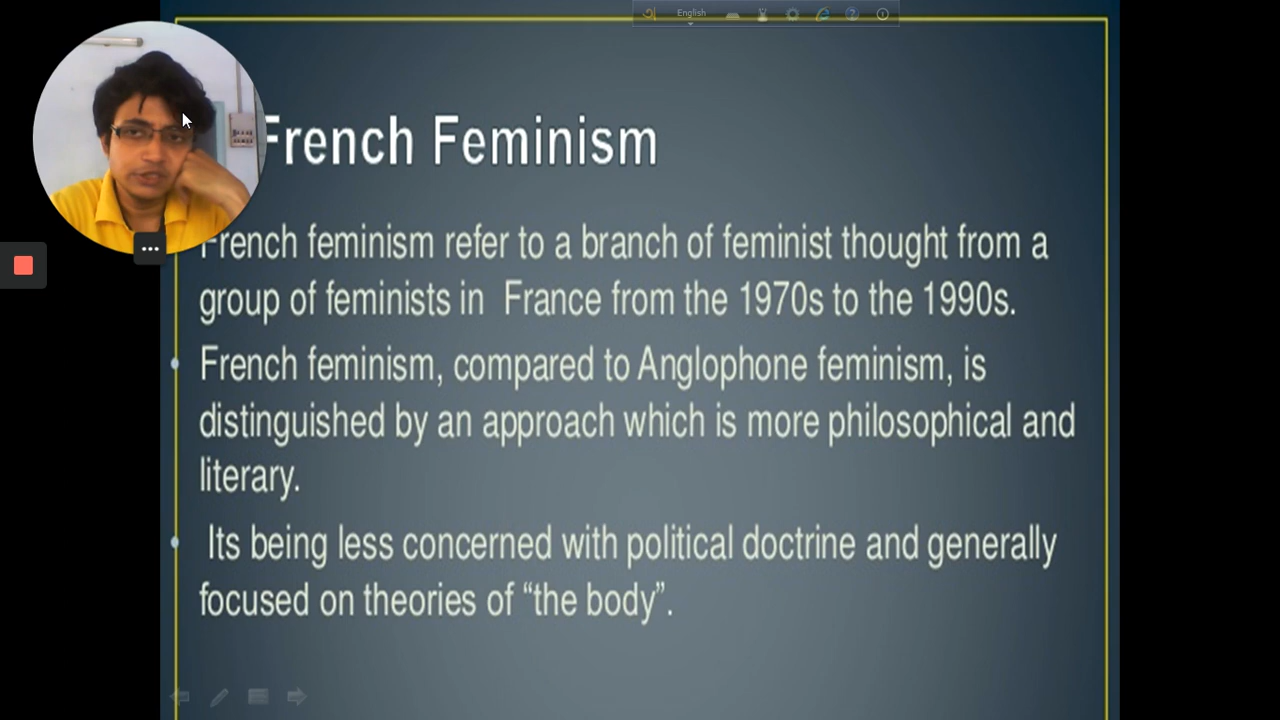 English
French Feminism
French feminism refer to a branch of feminist thought from a
group of feminists in France from the 1970s to the 1990s.
French feminism, compared to Anglophone feminism, is
distinguished by an approach which is more philosophical and
literary.
Its being less concerned with political doctrine and generally
focused on theories of “the body”.